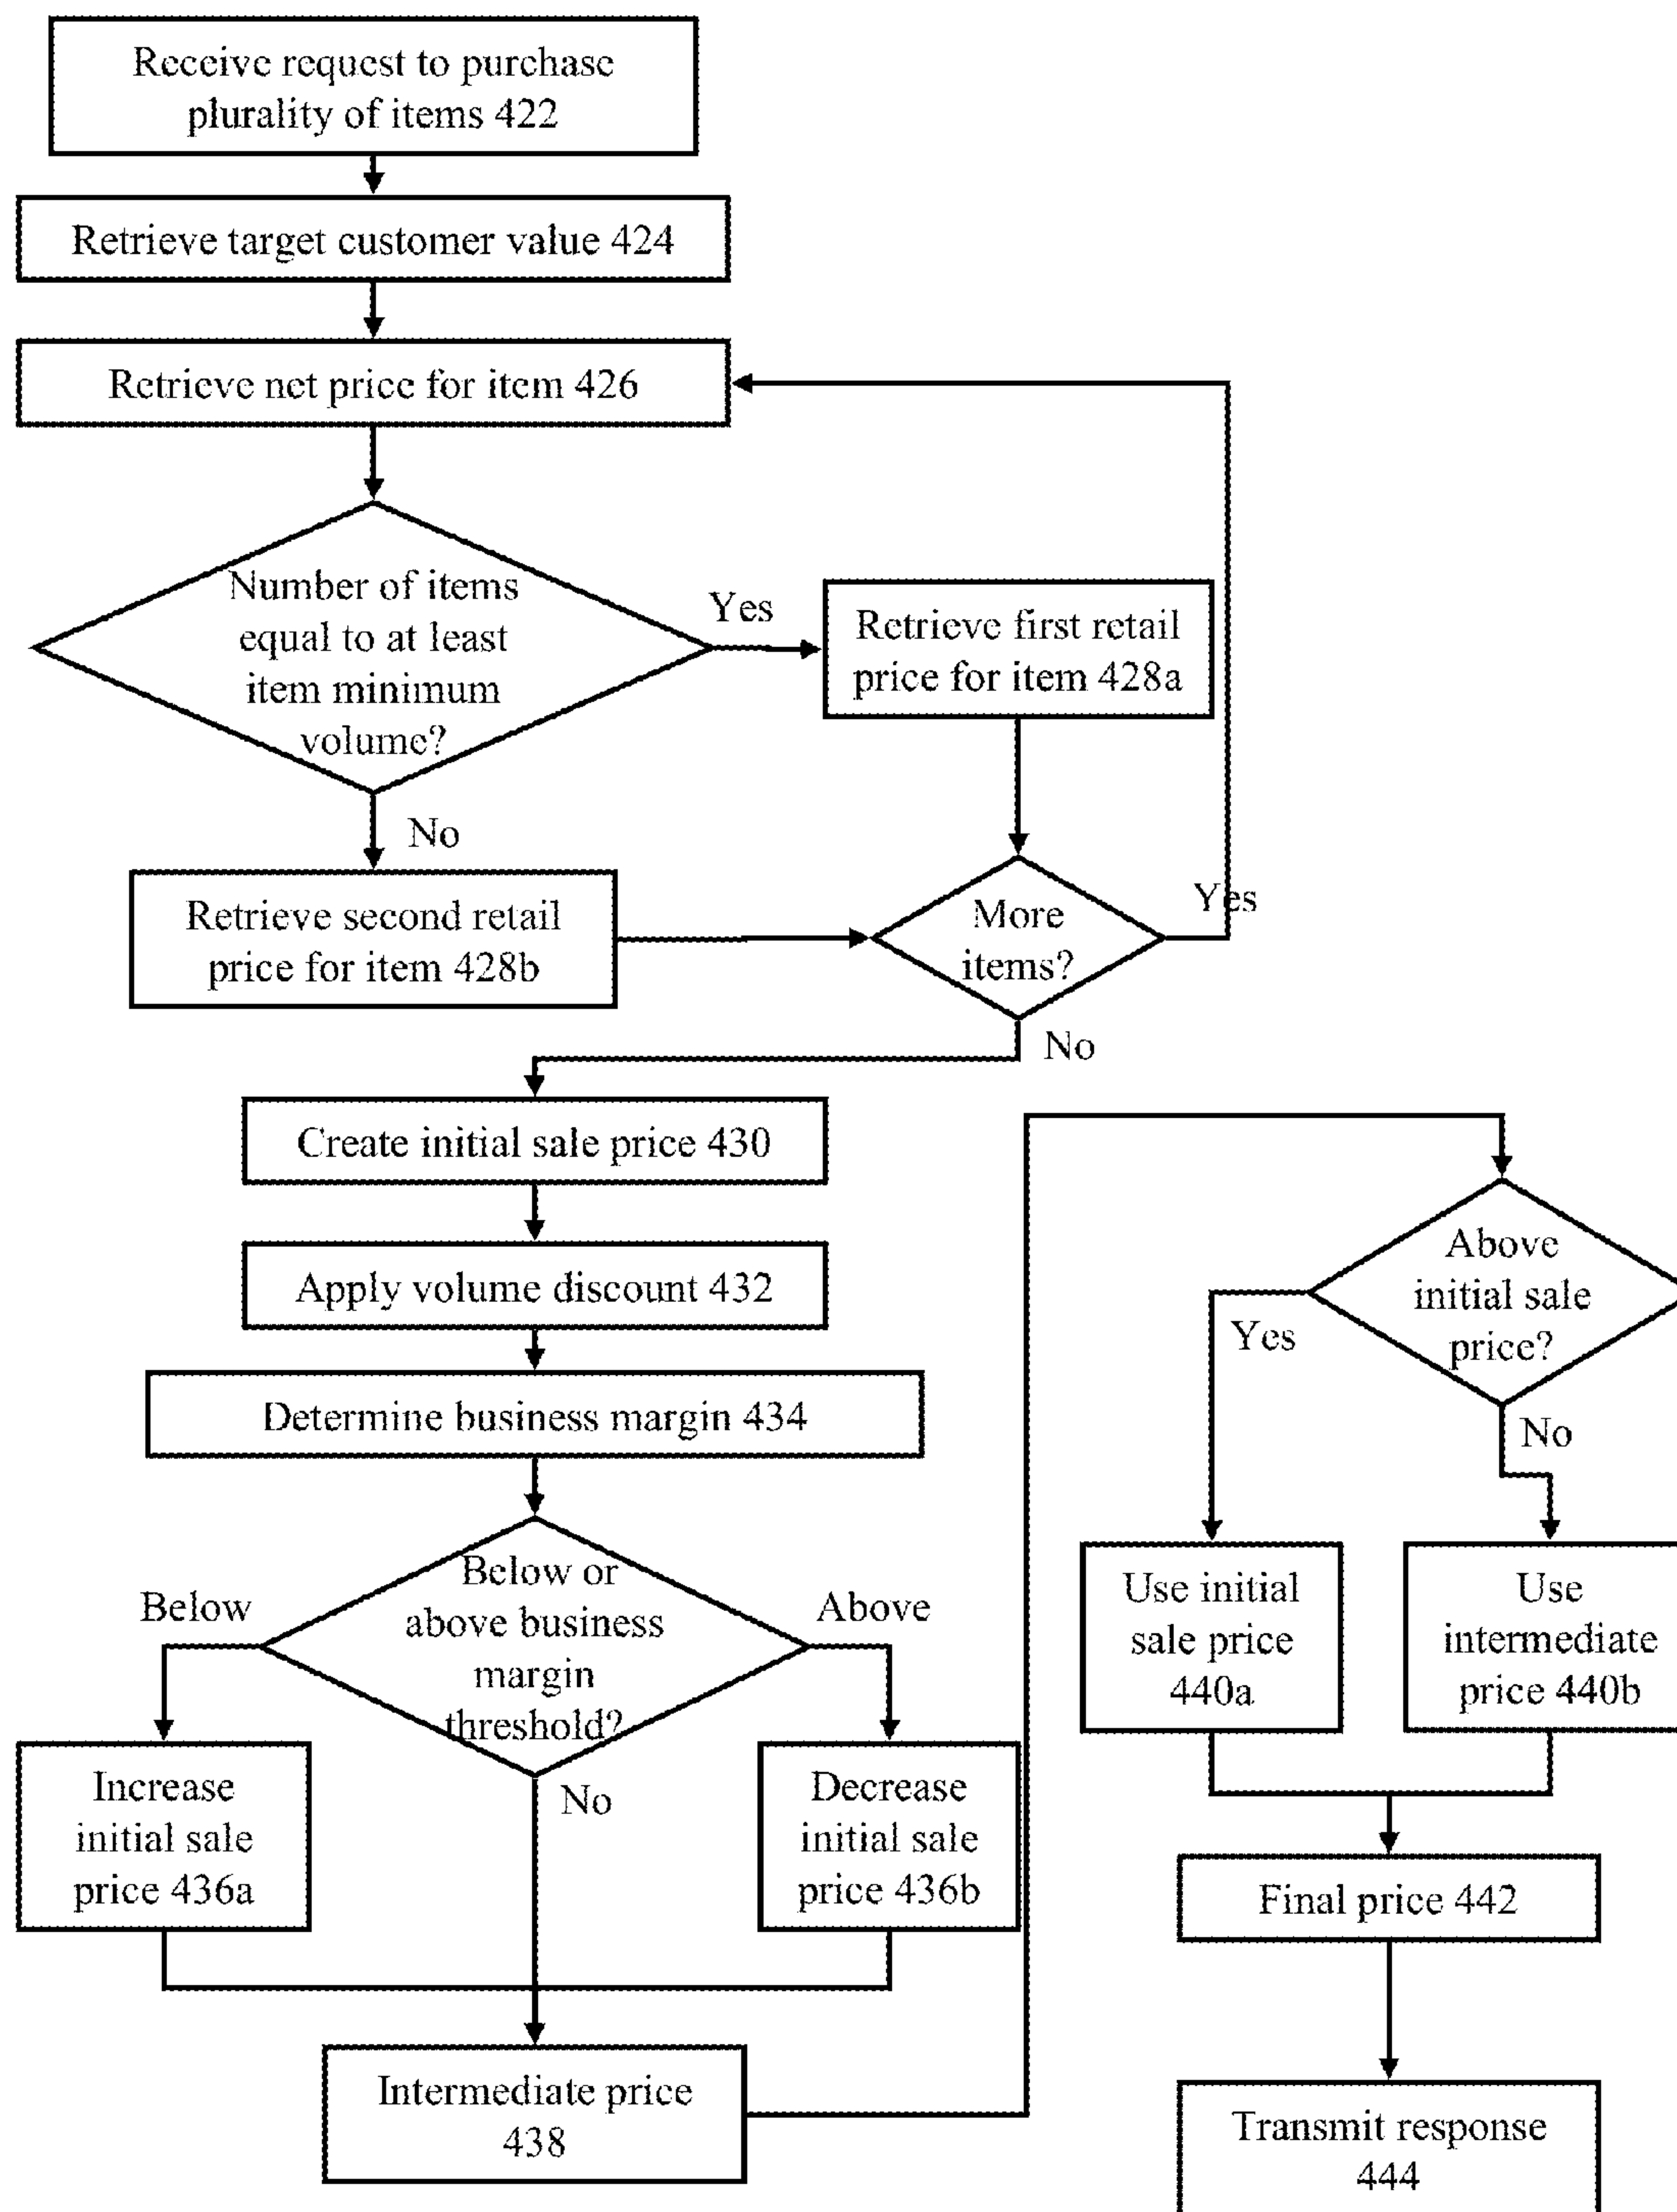 Receive request to purchase
plurality of items 422
Retrieve target customer value 424
Retrieve net price for item 426
Number of items
equal to at least
item minimum
volume?
Yes
Retrieve first retail
price for item 428a
No
Retrieve second retail
price for item 428b
More
items?
Yes
No
Create initial sale price 430
Apply volume discount 432
Determine business margin 434
Below or
above business
margin
threshold?
Below
Above
No
Increase
initial sale
price 436a
Decrease
initial sale
price 436b
Intermediate price
438
Above
initial sale
price?
Yes
No
Use initial
sale price
440a
Use
intermediate
price 440b
Final price 442
Transmit response
444